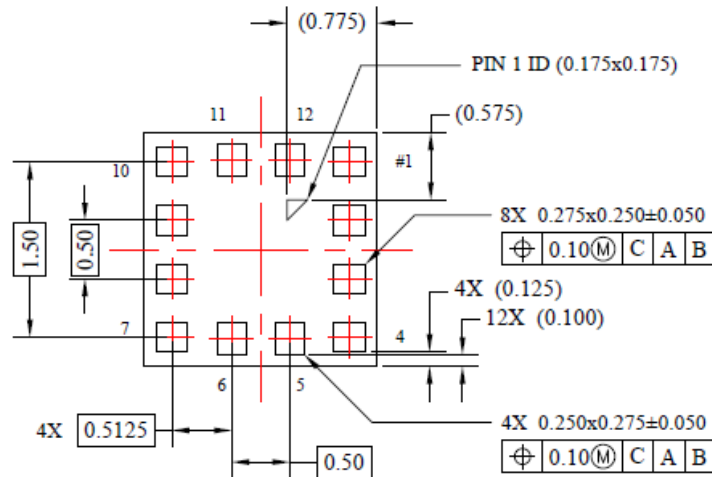 (0.775)
PIN 1 ID (0.175x0.175)
(0.575)
11
12
10
#1
8X 0.275x0.250±0.050
⌖ 0.10Ⓜ C A B
1.50
0.50
4X (0.125)
12X (0.100)
7
4
6
5
4X 0.5125
0.50
4X 0.250x0.275±0.050
⌖ 0.10Ⓜ C A B